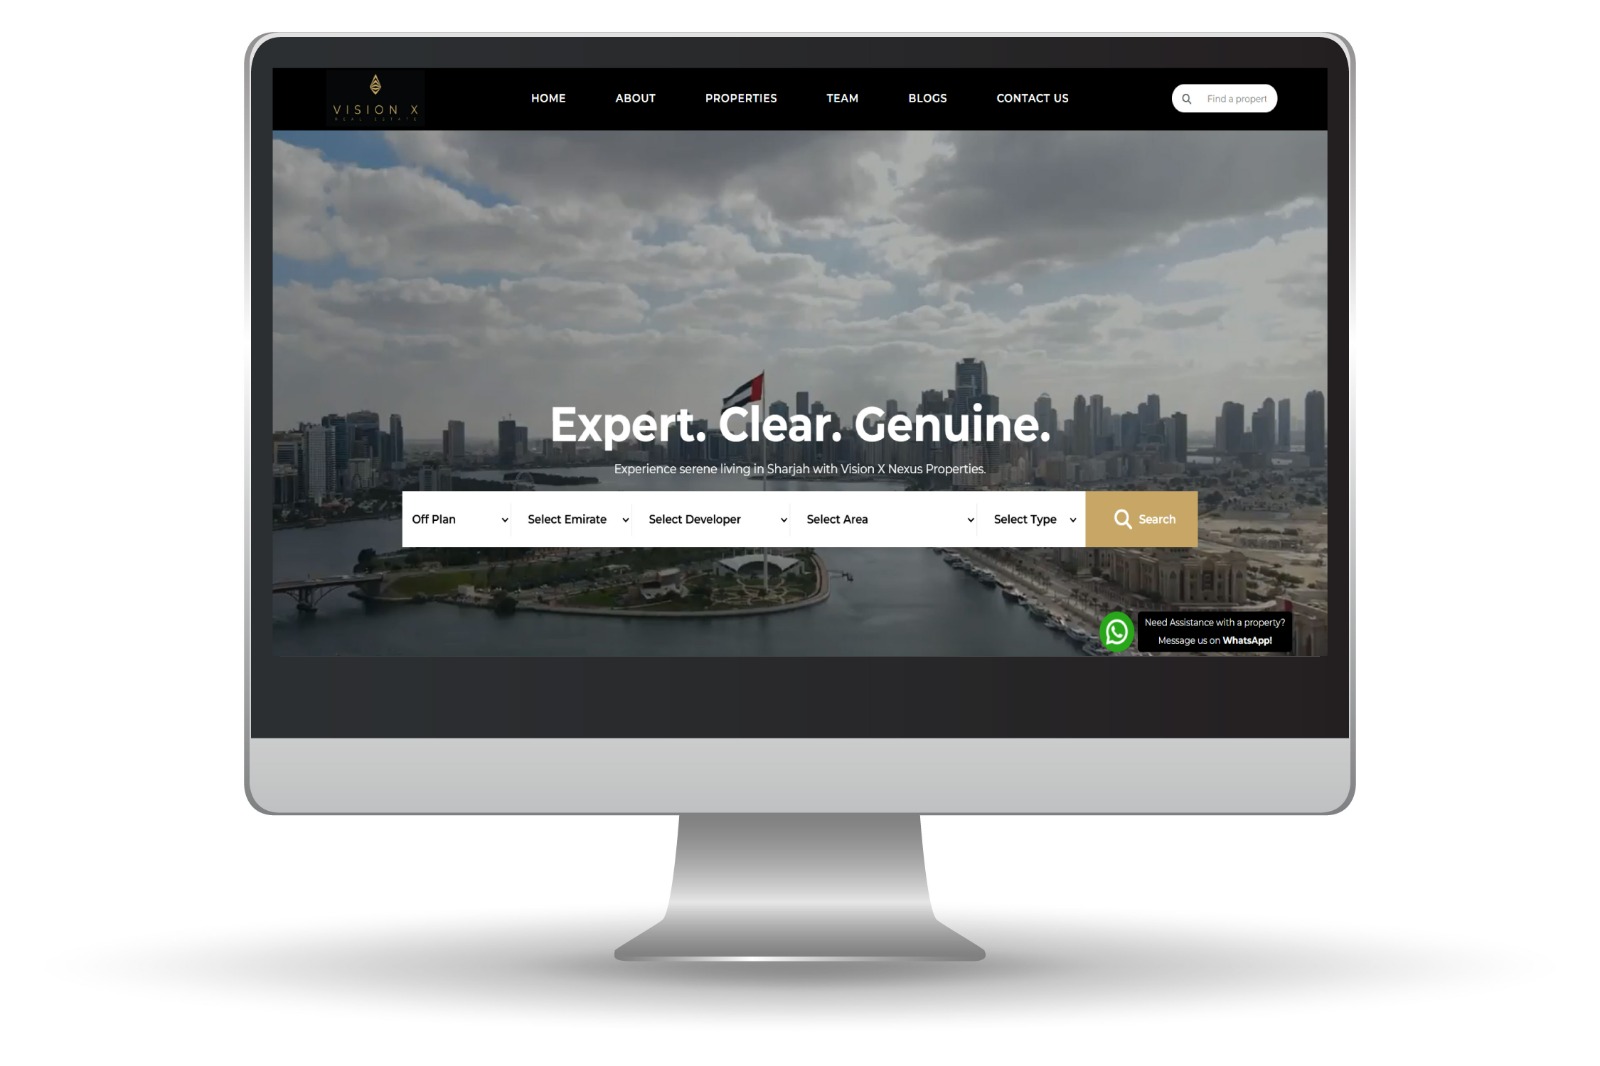 VISION X
REAL ESTATE
HOME
ABOUT
PROPERTIES
TEAM
BLOGS
CONTACT US
Find a propert
Expert. Clear. Genuine.
Experience serene living in Sharjah with Vision X Nexus Properties.
Off Plan
Select Emirate
Select Developer
Select Area
Select Type
Search
Need Assistance with a property?
Message us on WhatsApp!